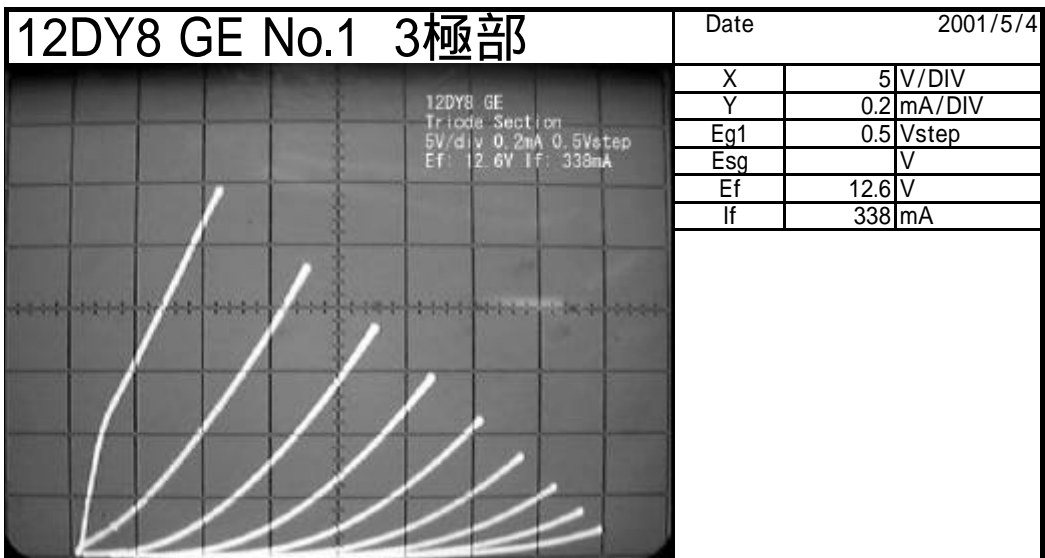 12DY8 GE No.1 3極部
Date 2001/5/4
X 5 V/DIV
Y 0.2 mA/DIV
Eg1 0.5 Vstep
Esg V
Ef 12.6 V
If 338 mA
12DY8 GE
Triode Section
5V/div 0.2mA 0.5Vstep
Ef: 12.6V If: 338mA